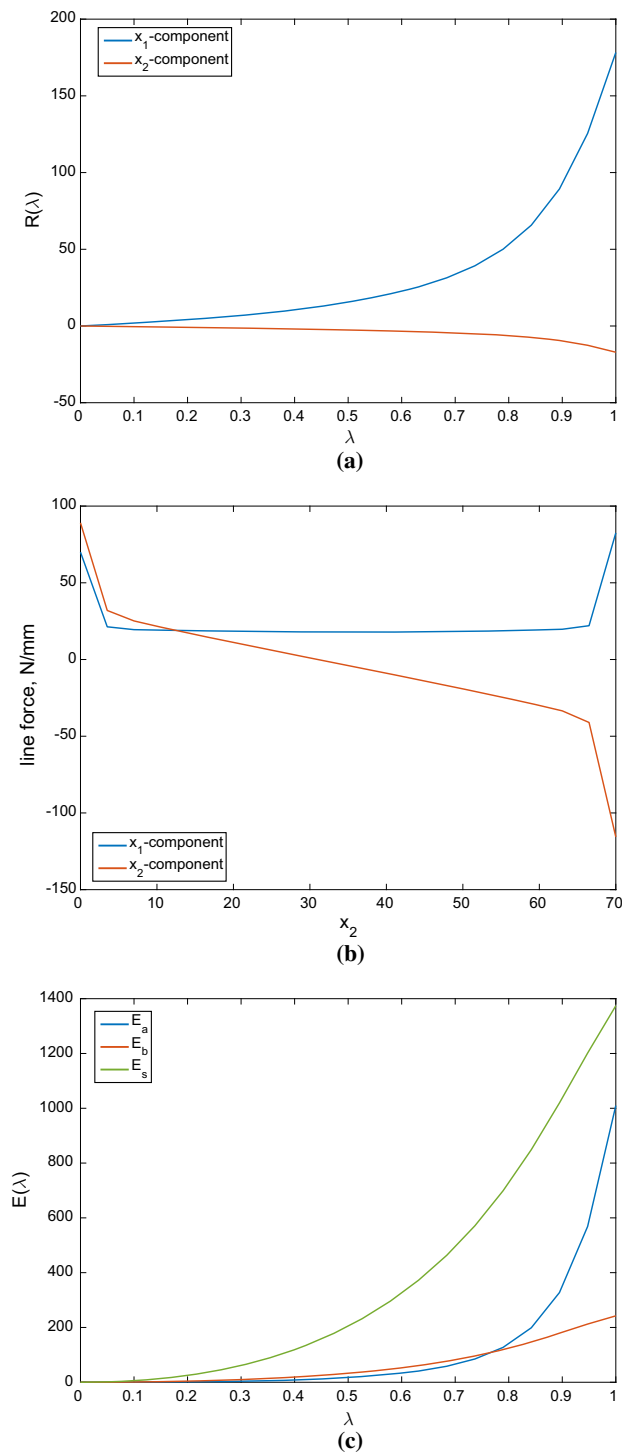 200
150
100
50
0
-50
R(λ)
x1-component
x2-component
0 0.1 0.2 0.3 0.4 0.5 0.6 0.7 0.8 0.9 1
λ
(a)
100
50
0
-50
-100
-150
line force, N/mm
x1-component
x2-component
0 10 20 30 40 50 60 70
x2
(b)
1400
1200
1000
800
600
400
200
0
E(λ)
Ea
Eb
Es
0 0.1 0.2 0.3 0.4 0.5 0.6 0.7 0.8 0.9 1
λ
(c)